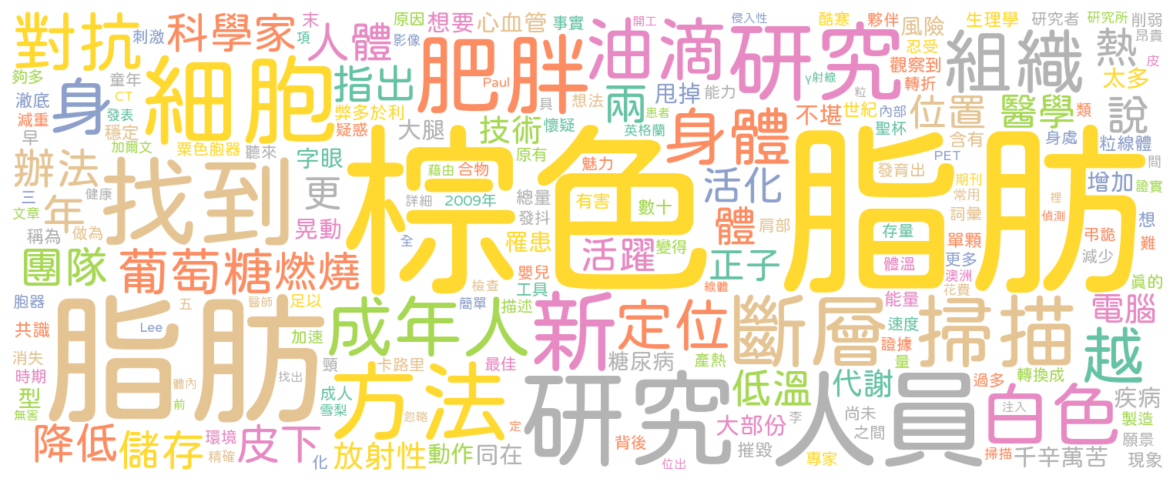 對抗
刺激
科學家
末
項
人體
原因
影像
想要
心血管
事實
開工
侵入性
酷寒
夥伴
風險
忍受
生理學
研究者
研究所
削弱
昂貴
皮
熱
太多
組織
研究
油滴
肥胖
指出
細胞
身
夠多
童年
CT
澈底
減重
發表
早
穩定
加爾文
栗色胞器
疑惑
弊多於利
聽來
大腿
技術
Paul
具
想法
懷疑
兩
甩掉
能力
患者
英格蘭
γ射線
粒
觀察到
轉折
不堪
世紀
內部
聖杯
位置
含有
醫學
類
身處
說
粒線體
間
身體
辦法
字眼
找到
更
年
三
健康
文章
稱為
做為
晃動
棕色脂肪
藉由
合物
原有
魅力
詳細
2009年
總量
發抖
全
有害
數十
罹患
活躍
變得
嬰兒
工具
線體
肩部
活化
體
正子
發育出
PET
期刊
常用
詞彙
存量
單顆
體溫
更多
澳洲
花費
裡
偵測
增加
證實
想
弔詭
難
減少
真的
團隊
葡萄糖
燃燒
胞器
Lee
五
醫師
足以
檢查
簡單
描述
加速
共識
消失
時期
型
無害
體內
前
找出
頸
脂肪
成年人
卡路里
最佳
新
定位
糖尿病
產熱
斷層
掃描
能量
速度
證據
量
電腦
越
過多
轉換成
方法
成人
雪梨
忽略
定
研究人員
低溫
代謝
大部份
李
尚未
之間
白色
注入
疾病
製造
願景
現象
降低
儲存
環境
精確
皮下
化
放射性
動作
同在
背後
位出
摧毀
專家
掃描
千辛萬苦